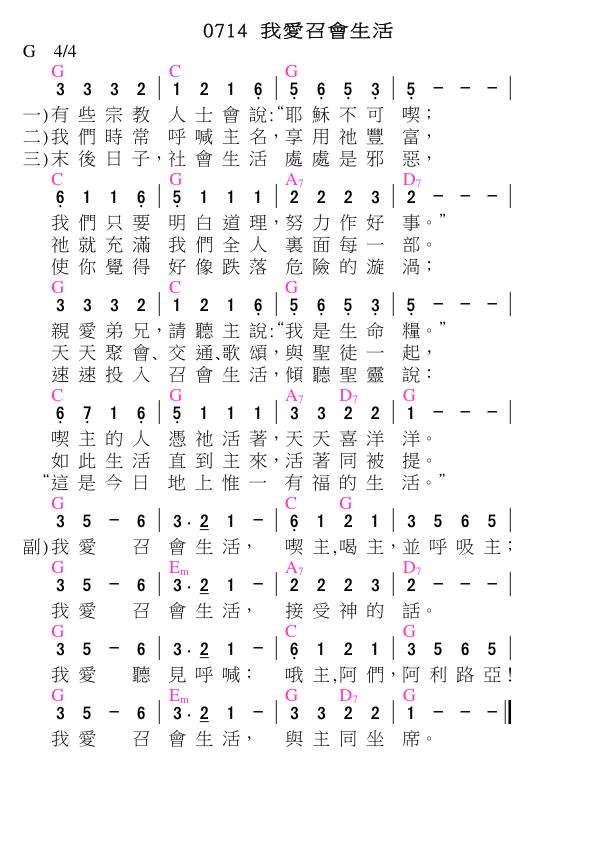 0714 我愛召會生活
G 4/4
G C G
3 3 3 2 | 1 2 1 6̣ | 5̣ 6̣ 5̣ 3̣ | 5̣ - - - |
一)有些宗教 人士會說:“耶穌不可 喫；
二)我們時常 呼喊主名，享用祂豐 富，
三)末後日子，社會生活 處處是邪 惡，
C G A7 D7
6̣ 1 1 6̣ | 5̣ 1 1 1 | 2 2 2 3 | 2 - - - |
我們只要 明白道理，努力作好 事。”
祂就充滿 我們全人 裏面每一 部。
使你覺得 好像跌落 危險的漩 渦；
G C G
3 3 3 2 | 1 2 1 6̣ | 5̣ 6̣ 5̣ 3̣ | 5̣ - - - |
親愛弟兄，請聽主說:“我是生命 糧。”
天天聚會、交通、歌頌，與聖徒一 起，
速速投入 召會生活，傾聽聖靈 說：
C G A7 D7 G
6̣ 7̣ 1 6̣ | 5̣ 1 1 1 | 3 3 2 2 | 1 - - - |
喫主的人 憑祂活著，天天喜洋 洋。
如此生活 直到主來，活著同被 提。
“這是今日 地上惟一 有福的生 活。”
G C G
3 5 - 6 | 3· 2 1 - | 6̣ 1 2 1 | 3 5 6 5 |
副)我愛 召 會生活， 喫主,喝主，並呼吸主；
G Em A7 D7
3 5 - 6 | 3· 2 1 - | 2 2 2 3 | 2 - - - |
我愛 召 會生活， 接受神的 話。
G C G
3 5 - 6 | 3· 2 1 - | 6̣ 1 2 1 | 3 5 6 5 |
我愛 聽 見呼喊： 哦主,阿們，阿利路亞！
G Em G D7 G
3 5 - 6 | 3· 2 1 - | 3 3 2 2 | 1 - - - ‖
我愛 召 會生活， 與主同坐 席。